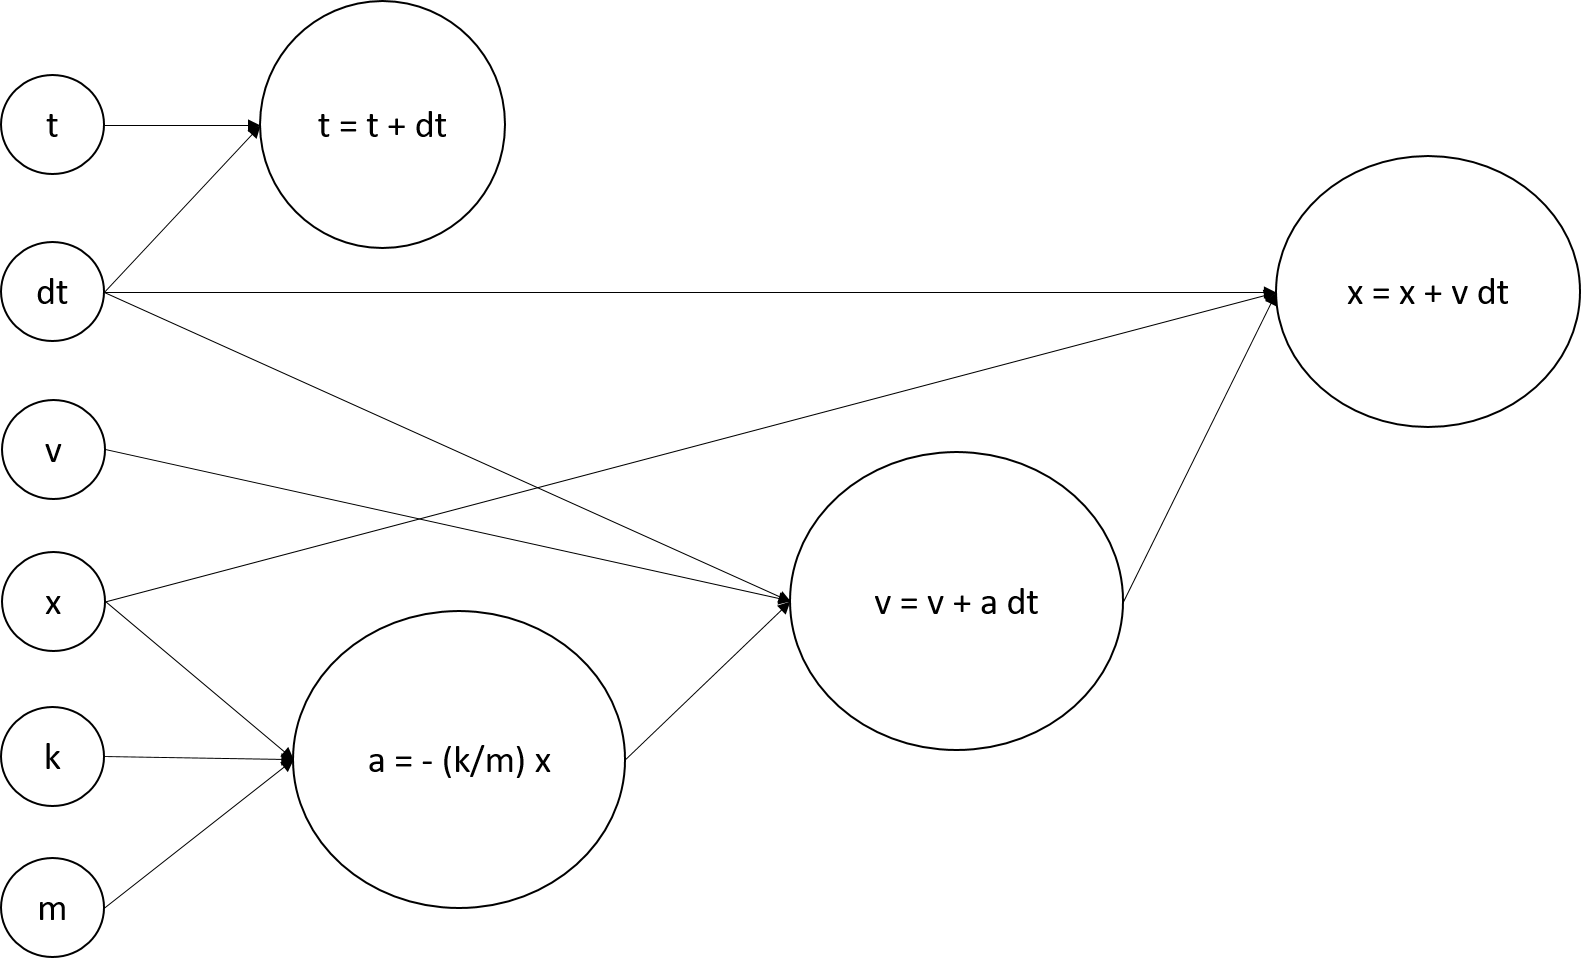 t
t = t + dt
dt
x = x + v dt
v
x
v = v + a dt
k
a = - (k/m) x
m